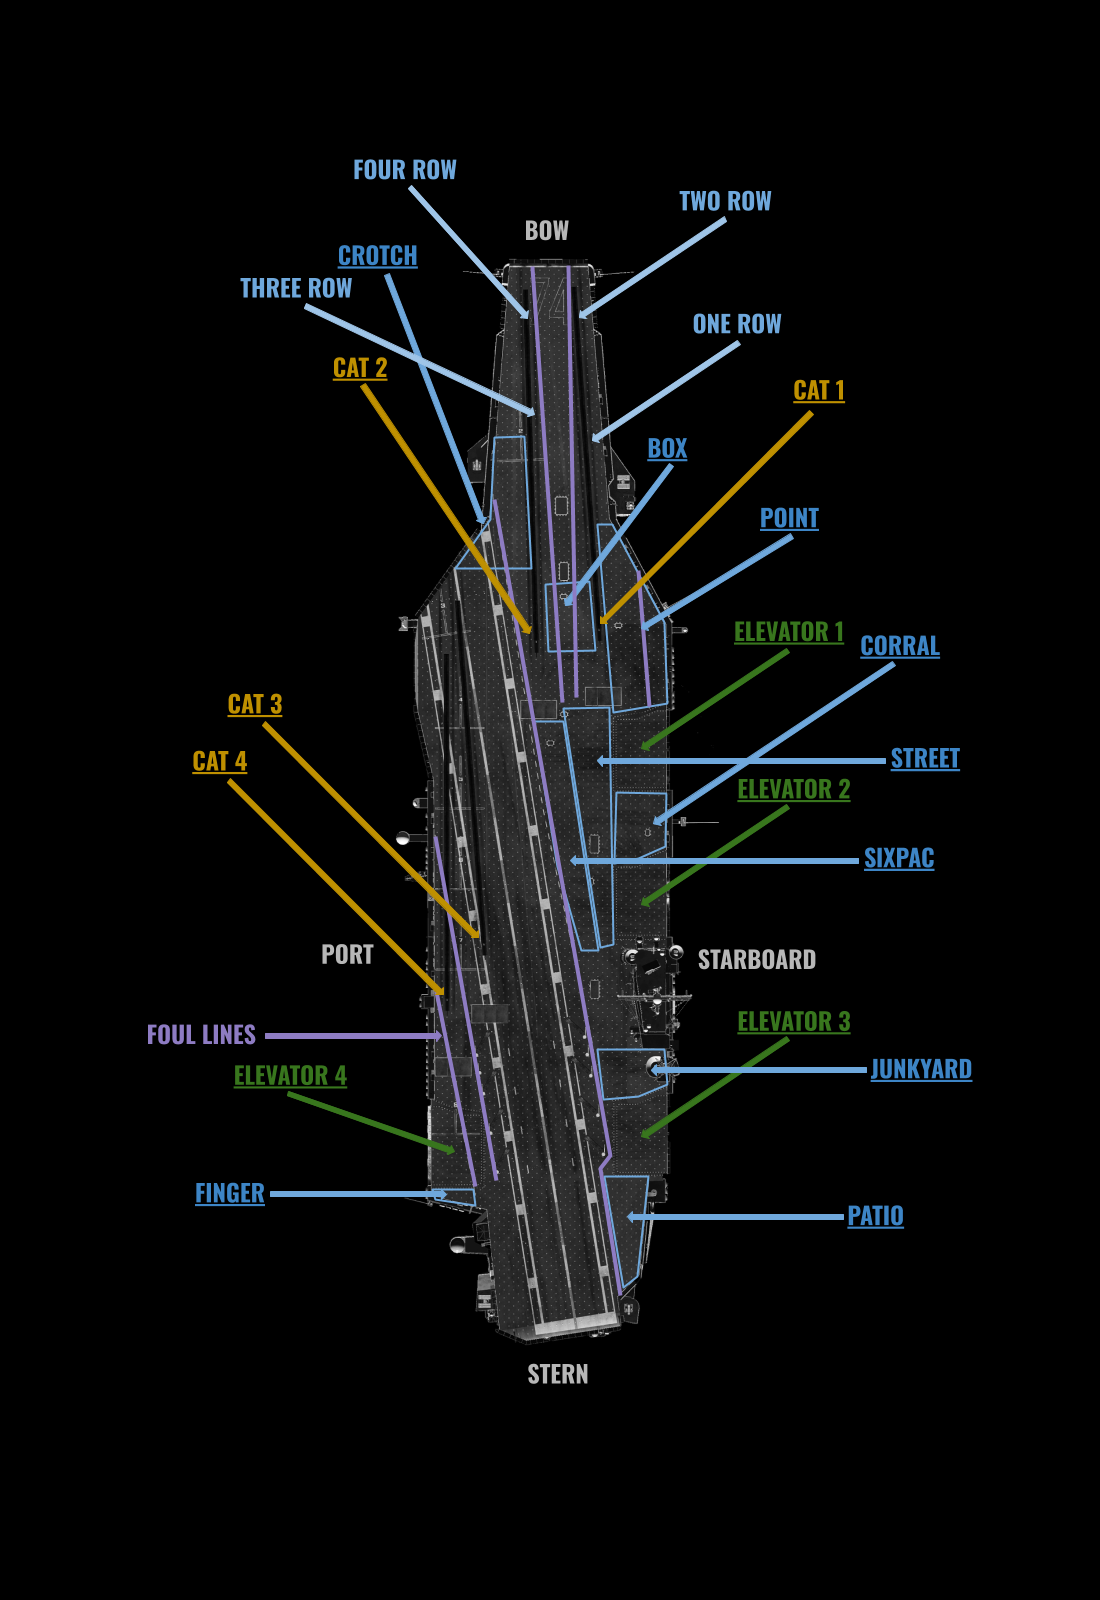 FOUR ROW
TWO ROW
BOW
CROTCH
THREE ROW
ONE ROW
CAT 2
CAT 1
BOX
POINT
ELEVATOR 1
CORRAL
CAT 3
CAT 4
STREET
ELEVATOR 2
SIXPAC
PORT
STARBOARD
FOUL LINES
ELEVATOR 3
ELEVATOR 4
JUNKYARD
FINGER
PATIO
STERN
74